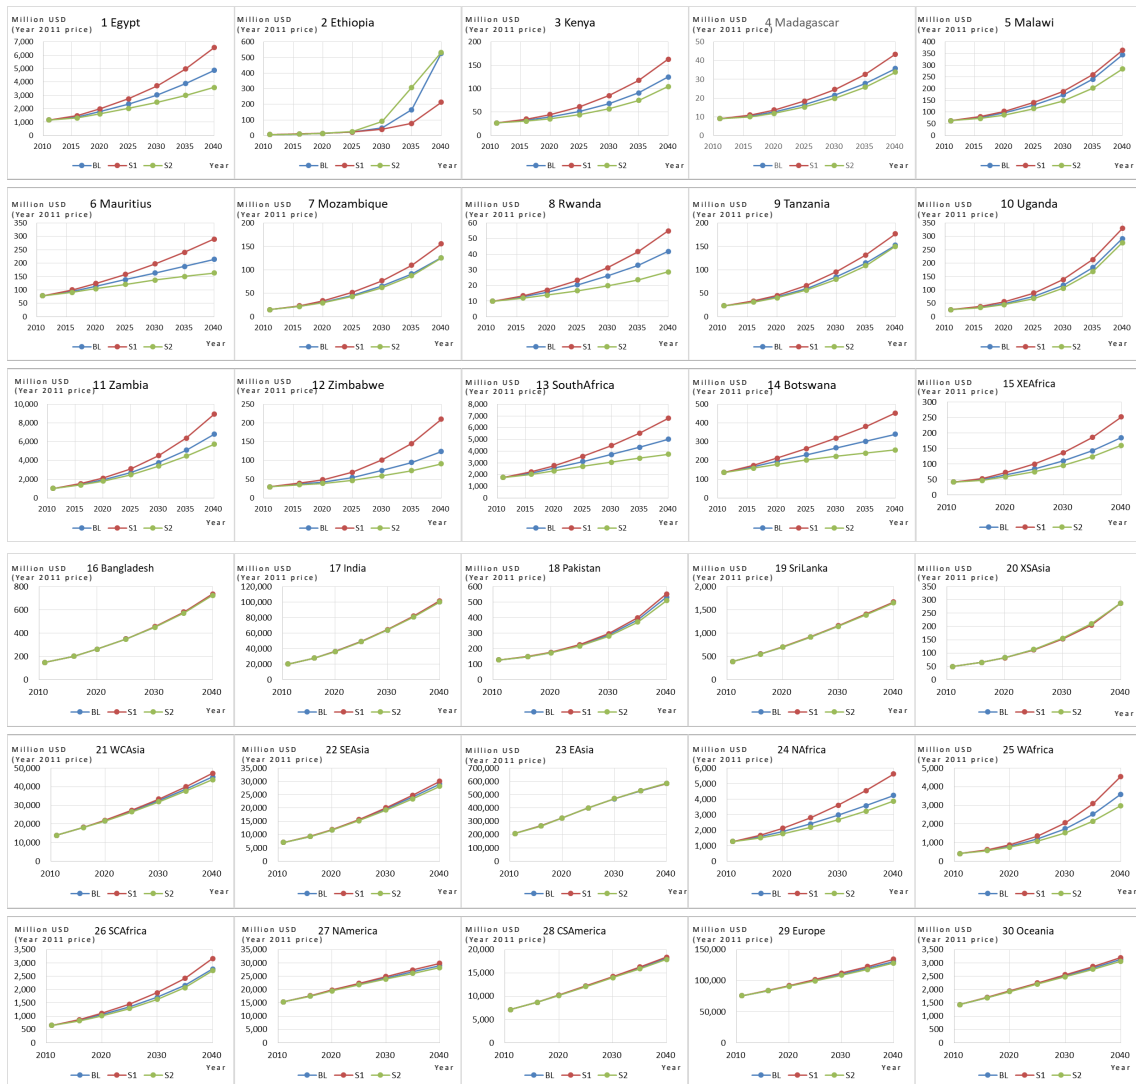 Million USD
(Year 2011 price)
1 Egypt
7,000
6,000
5,000
4,000
3,000
2,000
1,000
0
2010 2015 2020 2025 2030 2035 2040
Year
BL S1 S2
2 Ethiopia
Million USD
(Year 2011 price)
600
500
400
300
200
100
0
2010 2015 2020 2025 2030 2035 2040
Year
BL S1 S2
Million USD
(Year 2011 price)
3 Kenya
200
150
100
50
0
2010 2015 2020 2025 2030 2035 2040
Year
BL S1 S2
Million USD
(Year 2011 price)
4 Madagascar
50
40
30
20
10
0
2010 2015 2020 2025 2030 2035 2040
Year
BL S1 S2
Million USD
(Year 2011 price)
5 Malawi
400
350
300
250
200
150
100
50
0
2010 2015 2020 2025 2030 2035 2040
Year
BL S1 S2
Million USD
(Year 2011 price)
6 Mauritius
350
300
250
200
150
100
50
0
2010 2015 2020 2025 2030 2035 2040
Year
BL S1 S2
Million USD
(Year 2011 price)
7 Mozambique
200
150
100
50
0
2010 2015 2020 2025 2030 2035 2040
Year
BL S1 S2
Million USD
(Year 2011 price)
8 Rwanda
60
50
40
30
20
10
0
2010 2015 2020 2025 2030 2035 2040
Year
BL S1 S2
Million USD
(Year 2011 price)
9 Tanzania
200
150
100
50
0
2010 2015 2020 2025 2030 2035 2040
Year
BL S1 S2
Million USD
(Year 2011 price)
10 Uganda
350
300
250
200
150
100
50
0
2010 2015 2020 2025 2030 2035 2040
Year
BL S1 S2
Million USD
(Year 2011 price)
11 Zambia
10,000
8,000
6,000
4,000
2,000
0
2010 2015 2020 2025 2030 2035 2040
Year
BL S1 S2
Million USD
(Year 2011 price)
12 Zimbabwe
250
200
150
100
50
0
2010 2015 2020 2025 2030 2035 2040
Year
BL S1 S2
Million USD
(Year 2011 price)
13 SouthAfrica
8,000
7,000
6,000
5,000
4,000
3,000
2,000
1,000
0
2010 2015 2020 2025 2030 2035 2040
Year
BL S1 S2
Million USD
(Year 2011 price)
14 Botswana
500
400
300
200
100
0
2010 2015 2020 2025 2030 2035 2040
Year
BL S1 S2
Million USD
(Year 2011 price)
15 XEAfrica
300
250
200
150
100
50
0
2010 2015 2020 2025 2030 2035 2040
Year
BL S1 S2
Million USD
(Year 2011 price)
16 Bangladesh
800
600
400
200
0
2010 2020 2030 2040
Year
BL S1 S2
Million USD
(Year 2011 price)
17 India
120,000
100,000
80,000
60,000
40,000
20,000
0
2010 2020 2030 2040
Year
BL S1 S2
Million USD
(Year 2011 price)
18 Pakistan
600
500
400
300
200
100
0
2010 2020 2030 2040
Year
BL S1 S2
Million USD
(Year 2011 price)
19 SriLanka
2,000
1,500
1,000
500
0
2010 2020 2030 2040
Year
BL S1 S2
Million USD
(Year 2011 price)
20 XSAsia
350
300
250
200
150
100
50
0
2010 2020 2030 2040
Year
BL S1 S2
21 WCAsia
Million USD
(Year 2011 price)
50,000
40,000
30,000
20,000
10,000
0
2010 2020 2030 2040
Year
BL S1 S2
Million USD
(Year 2011 price)
22 SEAsia
35,000
30,000
25,000
20,000
15,000
10,000
5,000
0
2010 2020 2030 2040
Year
BL S1 S2
Million USD
(Year 2011 price)
23 EAsia
700,000
600,000
500,000
400,000
300,000
200,000
100,000
0
2010 2020 2030 2040
Year
BL S1 S2
Million USD
(Year 2011 price)
24 NAfrica
6,000
5,000
4,000
3,000
2,000
1,000
0
2010 2020 2030 2040
Year
BL S1 S2
Million USD
(Year 2011 price)
25 WAfrica
5,000
4,000
3,000
2,000
1,000
0
2010 2020 2030 2040
Year
BL S1 S2
Million USD
(Year 2011 price)
26 SCAfrica
3,500
3,000
2,500
2,000
1,500
1,000
500
0
2010 2020 2030 2040
Year
BL S1 S2
Million USD
(Year 2011 price)
27 NAmerica
35,000
30,000
25,000
20,000
15,000
10,000
5,000
0
2010 2020 2030 2040
Year
BL S1 S2
Million USD
(Year 2011 price)
28 CSAmerica
20,000
15,000
10,000
5,000
0
2010 2020 2030 2040
Year
BL S1 S2
Million USD
(Year 2011 price)
29 Europe
150,000
100,000
50,000
0
2010 2020 2030 2040
Year
BL S1 S2
Million USD
(Year 2011 price)
30 Oceania
3,500
3,000
2,500
2,000
1,500
1,000
500
0
2010 2020 2030 2040
Year
BL S1 S2